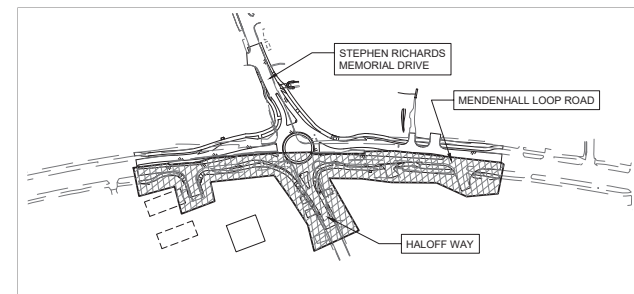 STEPHEN RICHARDS
MEMORIAL DRIVE
MENDENHALL LOOP ROAD
HALOFF WAY